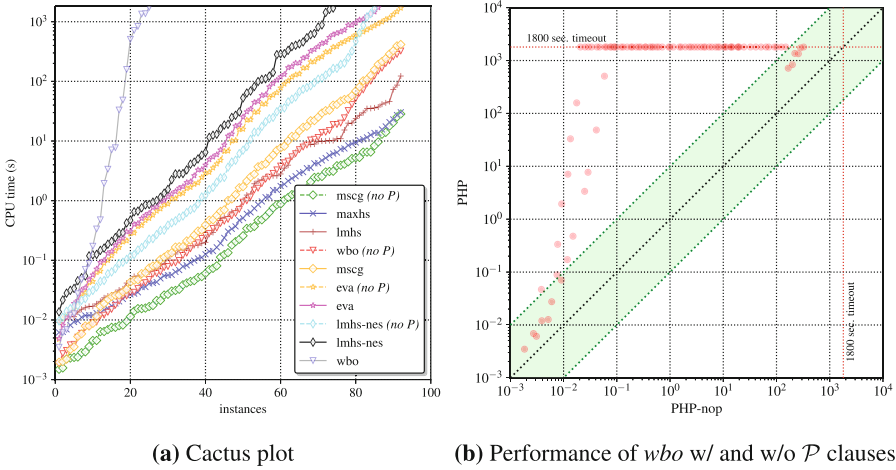 10³
10²
10¹
10⁰
10⁻¹
10⁻²
10⁻³
CPU time (s)
0
20
40
60
80
100
instances
mscg (no P)
maxhs
lmhs
wbo (no P)
mscg
eva (no P)
eva
lmhs-nes (no P)
lmhs-nes
wbo
(a) Cactus plot
10⁴
10³
10²
10¹
10⁰
10⁻¹
10⁻²
10⁻³
PHP
1800 sec. timeout
1800 sec. timeout
10⁻³
10⁻²
10⁻¹
10⁰
10¹
10²
10³
10⁴
PHP-nop
(b) Performance of wbo w/ and w/o P clauses